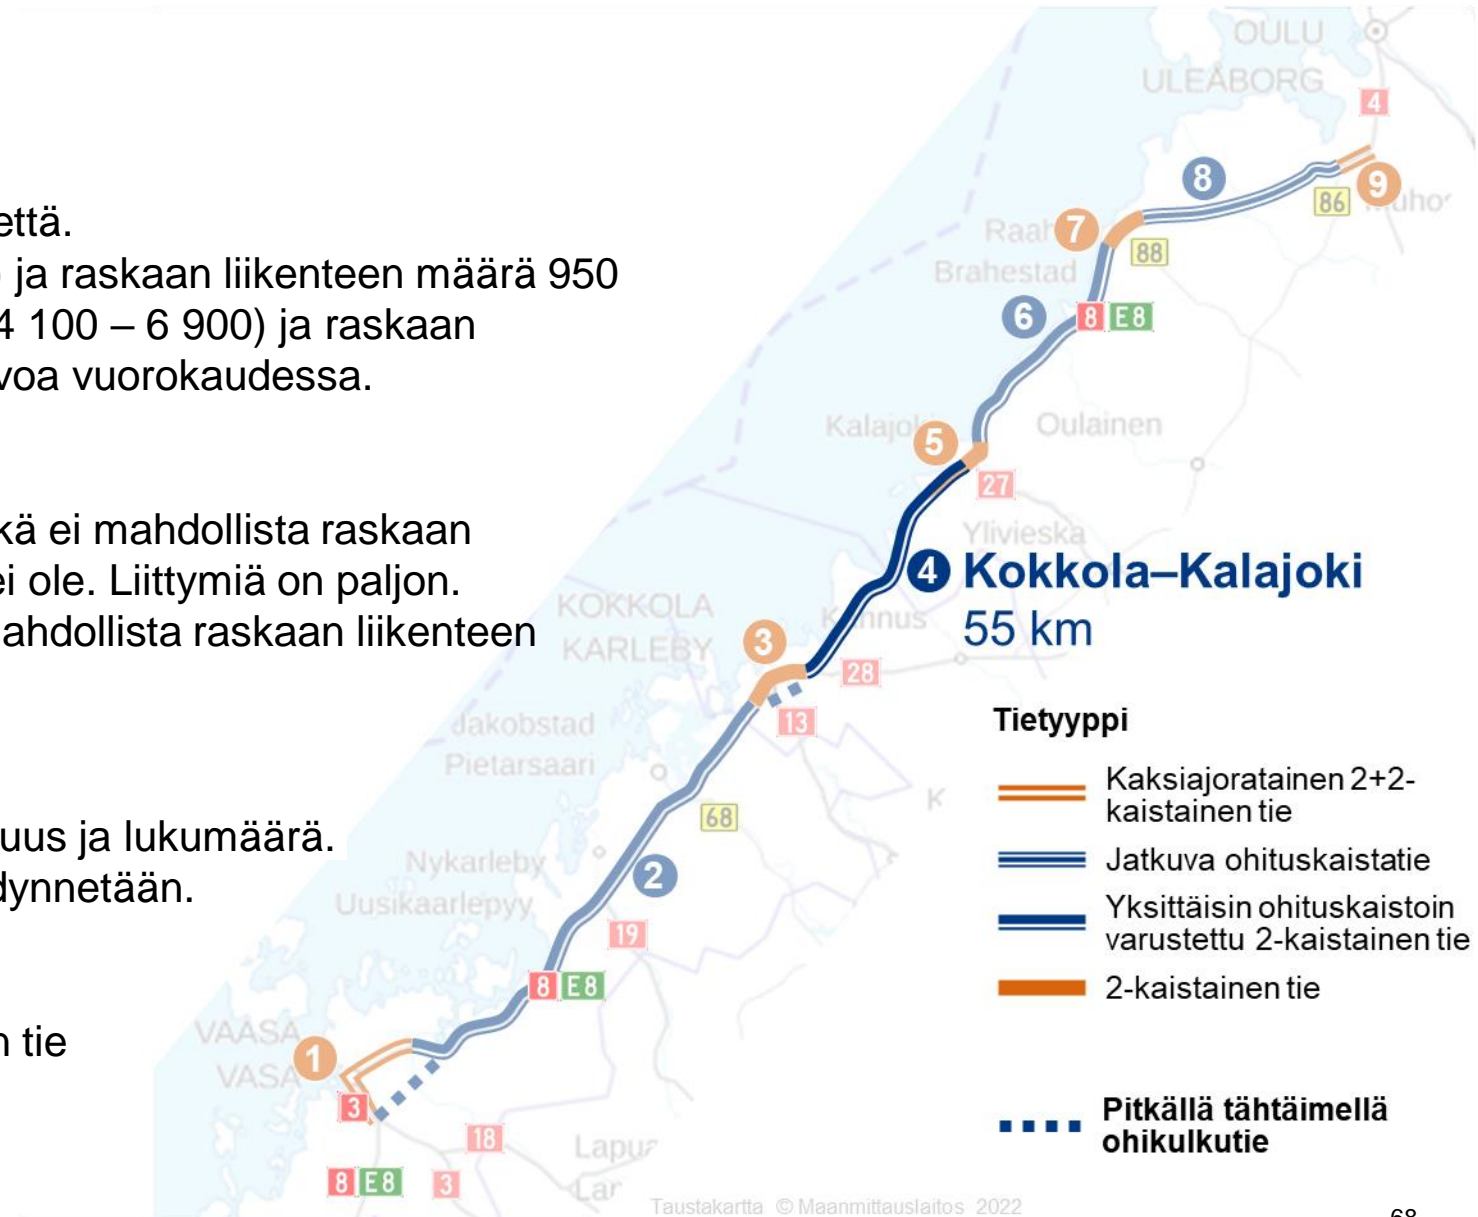 että.
ja raskaan liikenteen määrä 950
4 100 – 6 900) ja raskaan
voa vuorokaudessa.
kä ei mahdollista raskaan
ei ole. Liittymiä on paljon.
ahdollista raskaan liikenteen
uus ja lukumäärä.
dynnetään.
n tie
OULU
ULEÅBORG
4
8
9
86
7
88
Brahestad
6
8 E8
Oulainen
5
27
Ylivieska
4 Kokkola–Kalajoki
55 km
KOKKOLA
KARLEBY
3
28
13
Jakobstad
Pietarsaari
68
K
Nykarleby
Uusikaarlepyy
2
19
8 E8
VAASA
VASA
1
3
18
8 E8
3
Tietyyppi
Kaksiajoratainen 2+2-
kaistainen tie
Jatkuva ohituskaistatie
Yksittäisin ohituskaistoin
varustettu 2-kaistainen tie
2-kaistainen tie
Pitkällä tähtäimellä
ohikulkutie
Taustakartta © Maanmittauslaitos 2022
68